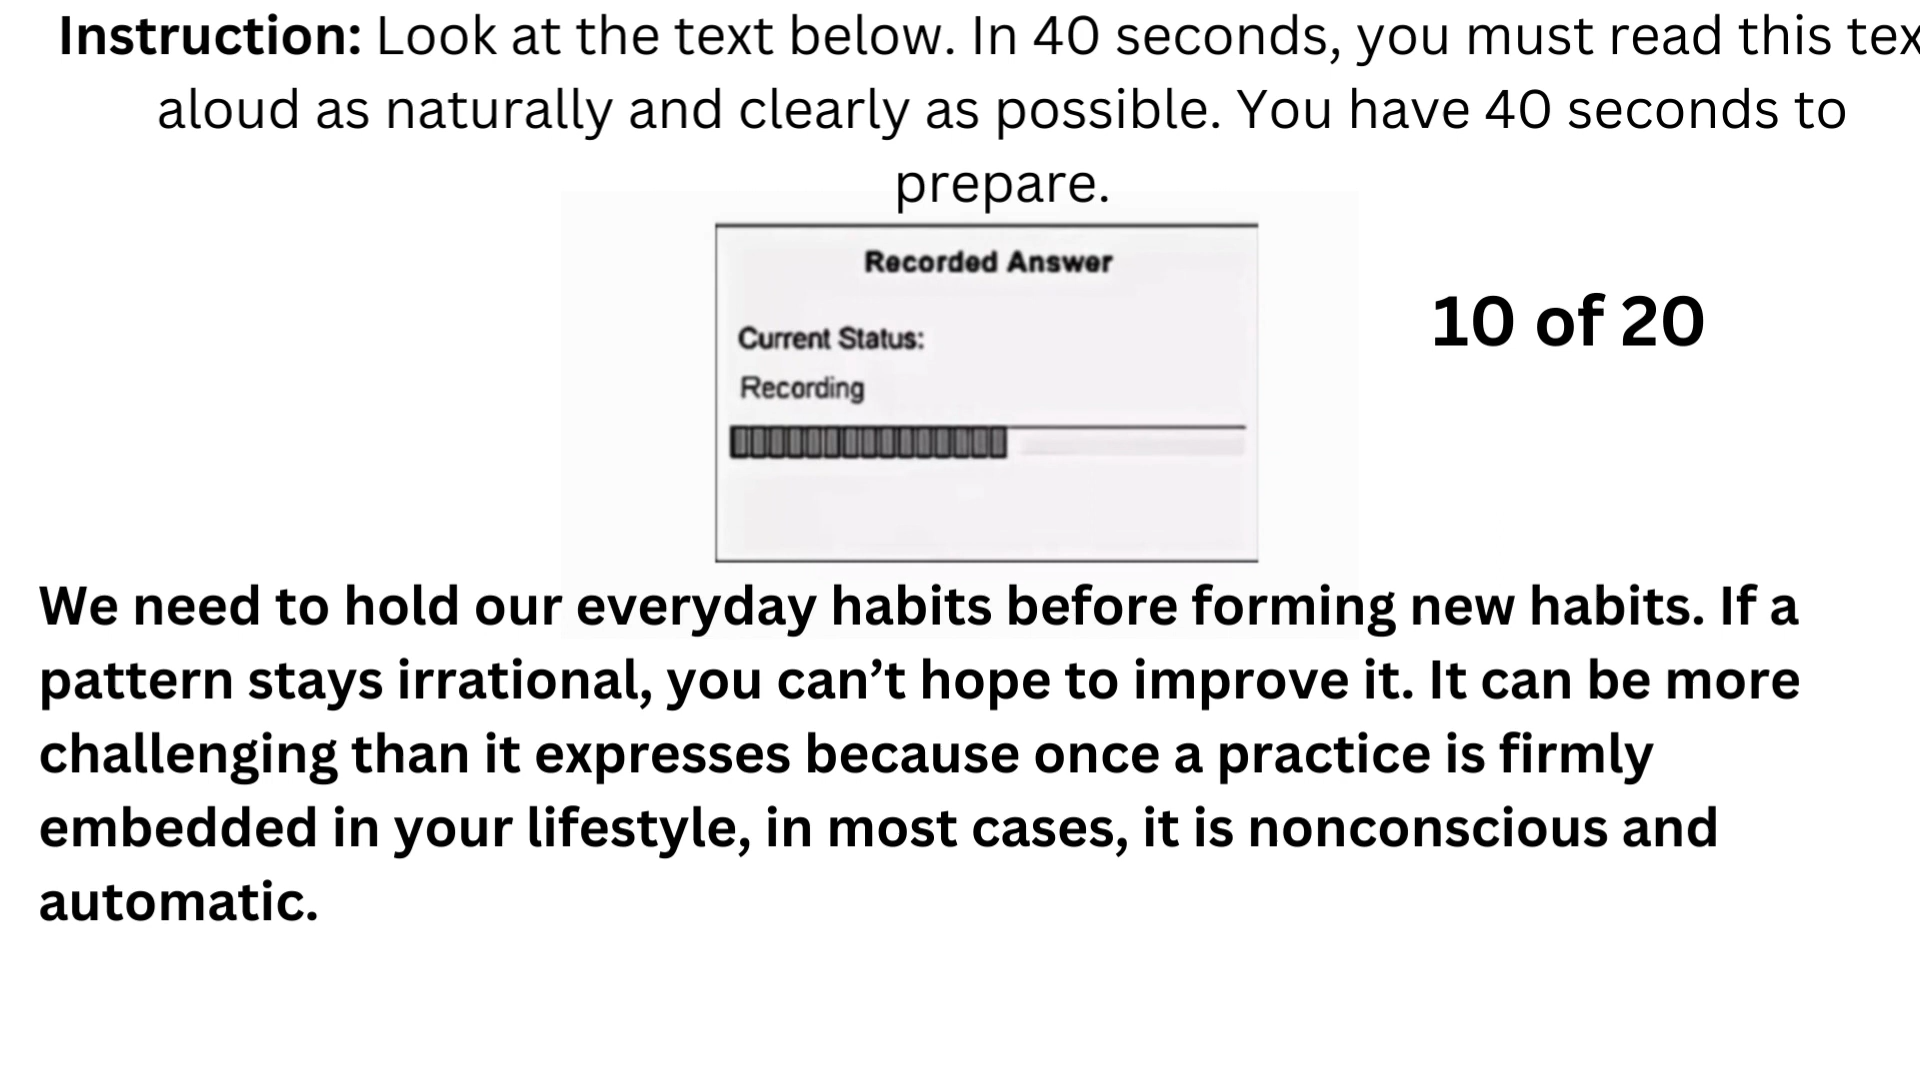 Instruction: Look at the text below. In 40 seconds, you must read this tex
aloud as naturally and clearly as possible. You have 40 seconds to
prepare.
Recorded Answer
Current Status:
Recording
10 of 20
We need to hold our everyday habits before forming new habits. If a
pattern stays irrational, you can’t hope to improve it. It can be more
challenging than it expresses because once a practice is firmly
embedded in your lifestyle, in most cases, it is nonconscious and
automatic.